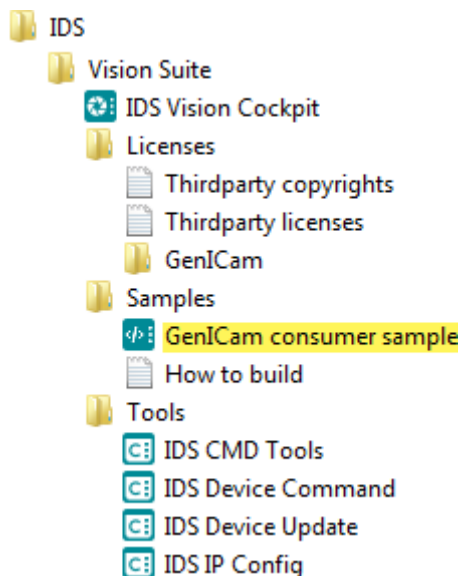 IDS
Vision Suite
IDS Vision Cockpit
Licenses
Thirdparty copyrights
Thirdparty licenses
GenICam
Samples
GenICam consumer sample
How to build
Tools
IDS CMD Tools
IDS Device Command
IDS Device Update
IDS IP Config